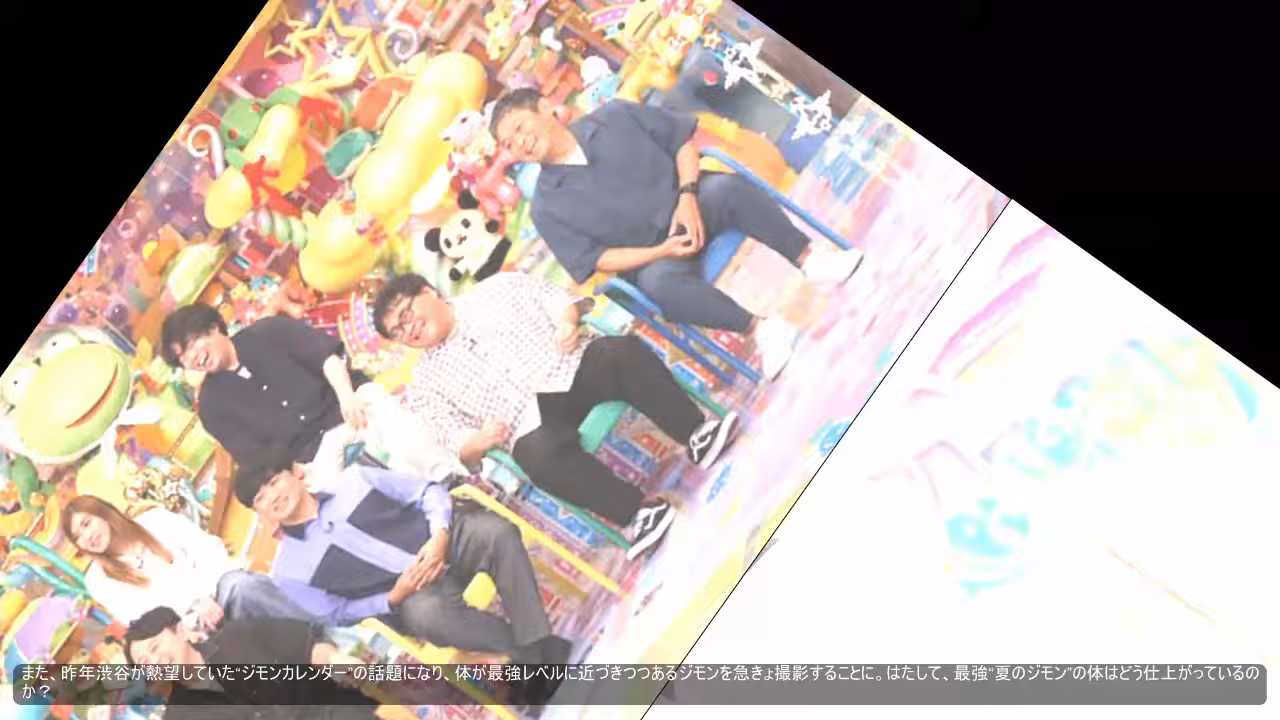 また、昨年渋谷が熱望していた“ジモンカレンダー”の話題になり、体が最強レベルに近づきつつあるジモンを急きょ撮影することに。はたして、最強“夏のジモン”の体はどう仕上がっているの
か？